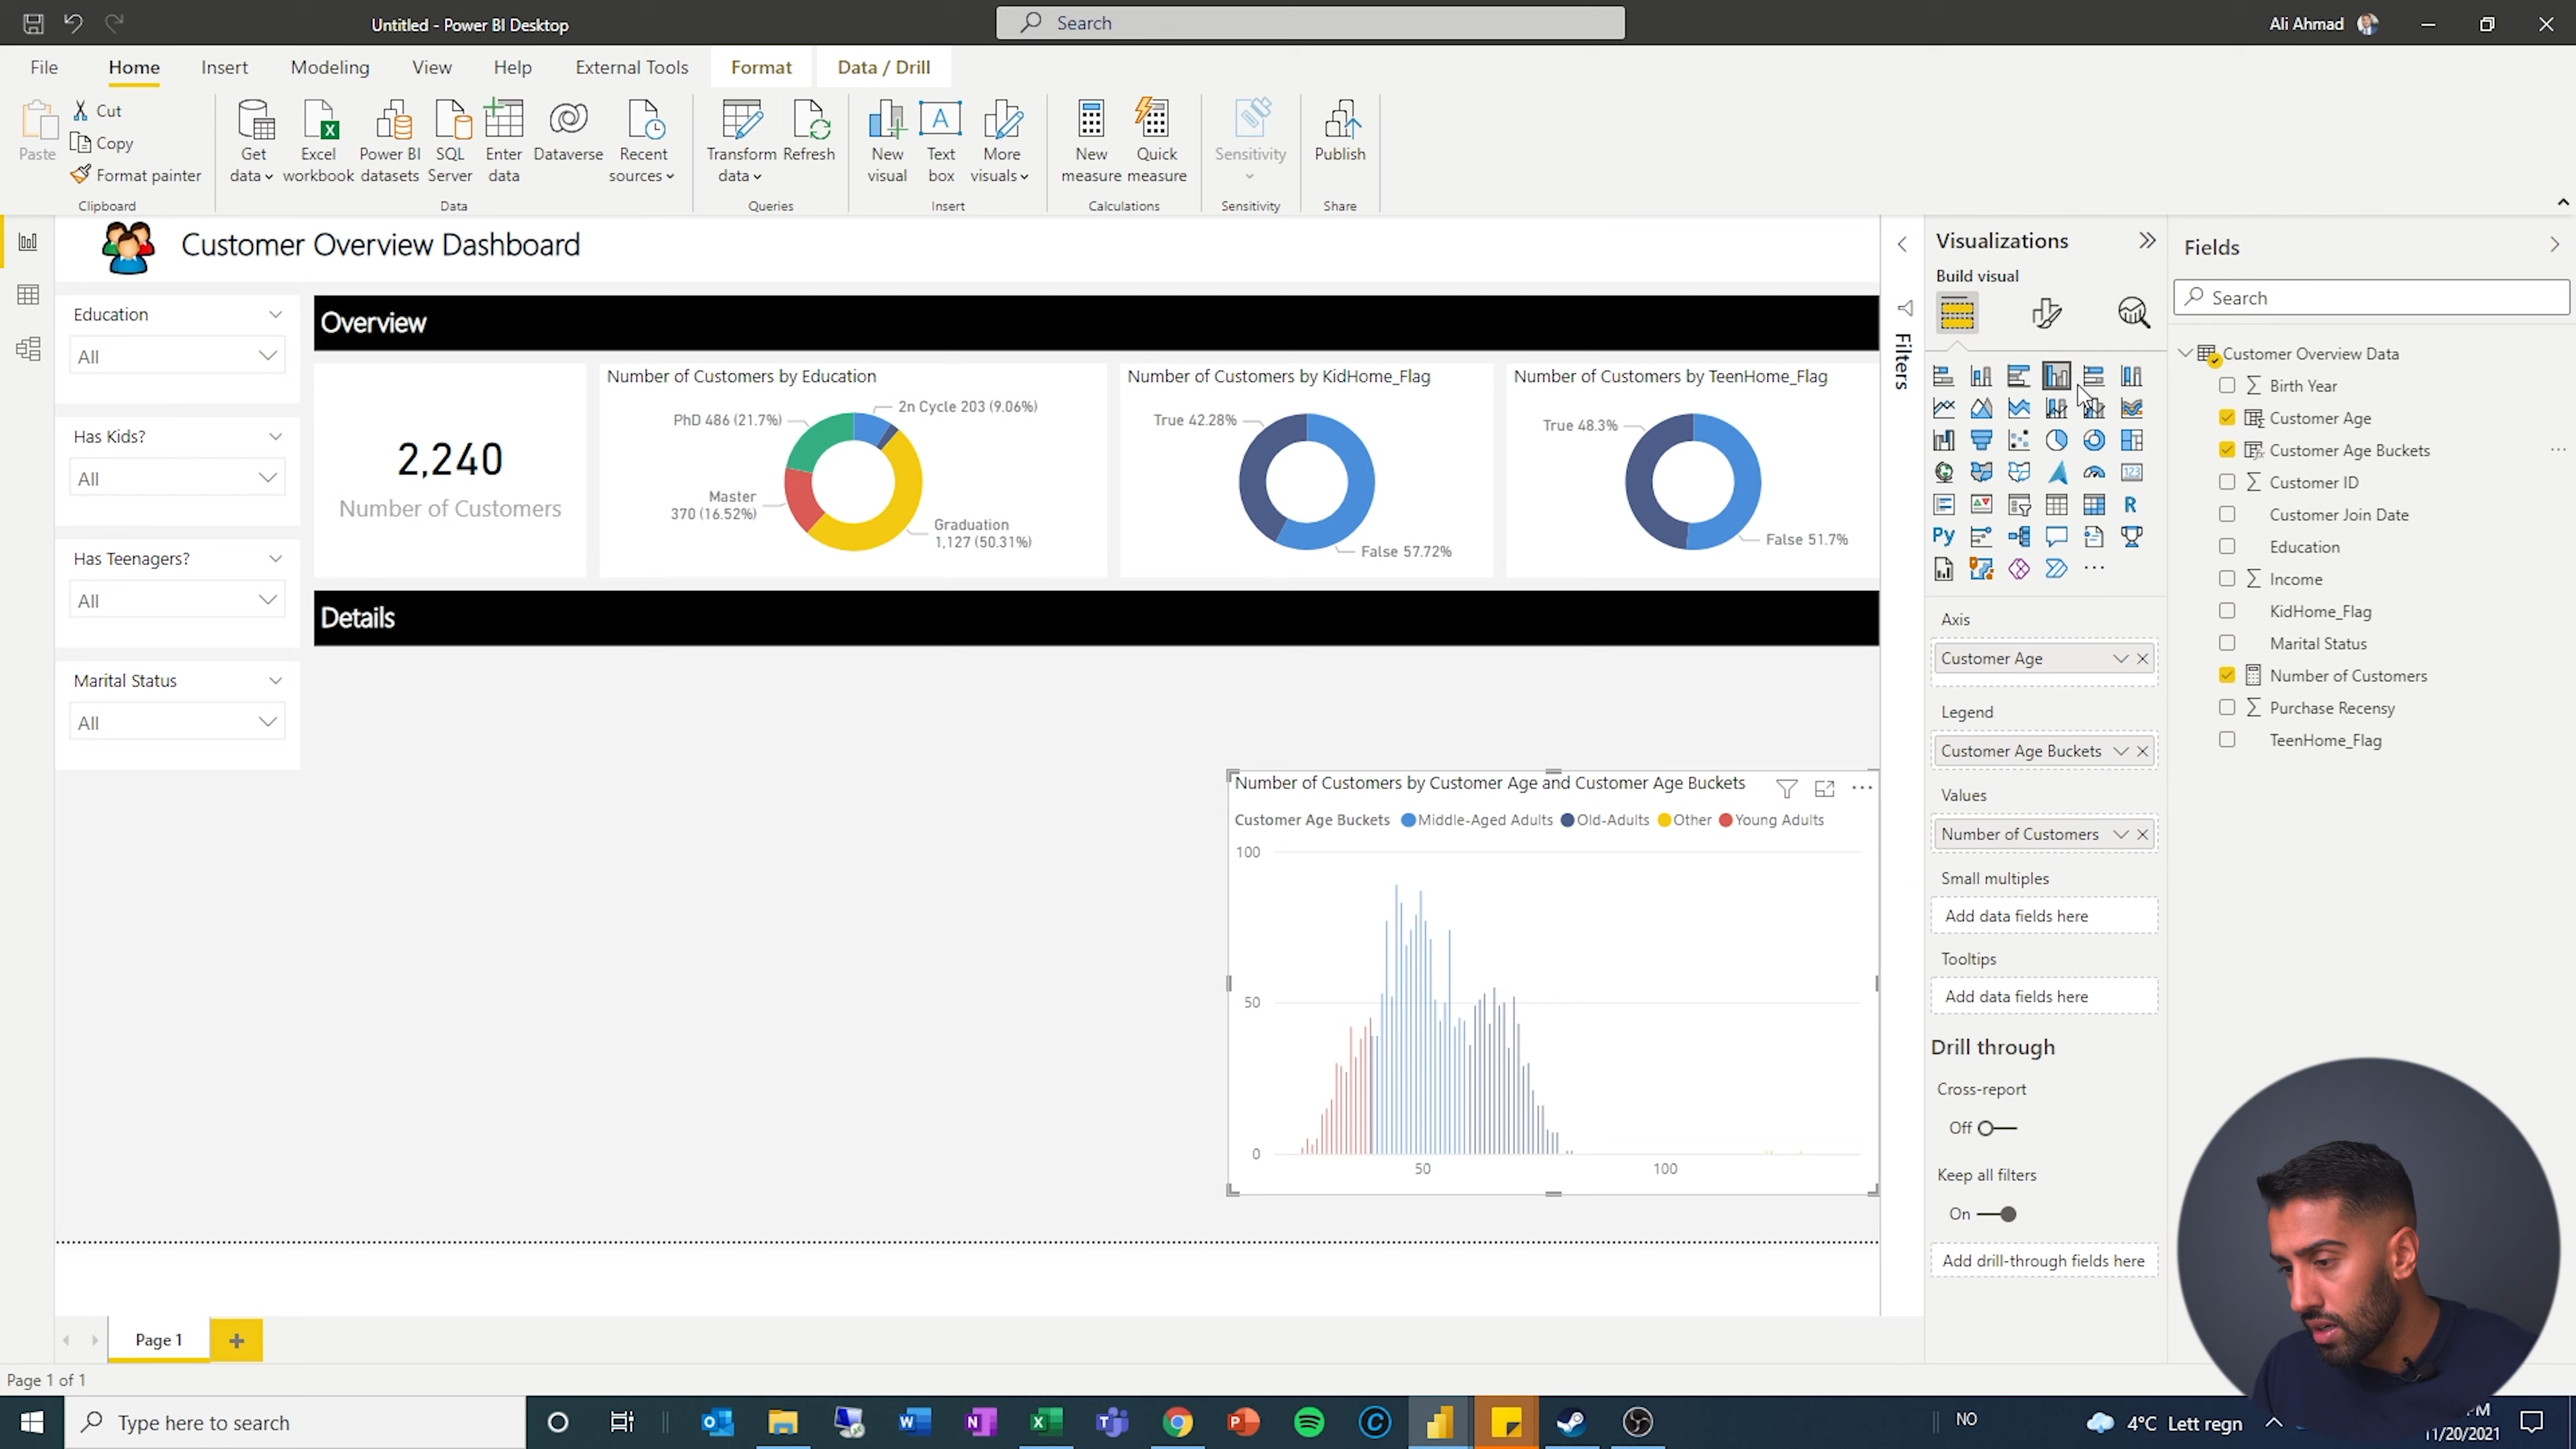 Untitled - Power BI Desktop
Search
Ali Ahmad
File
Home
Insert
Modeling
View
Help
External Tools
Format
Data / Drill
Paste
Cut
Copy
Format painter
Get data
Excel workbook
Power BI datasets
SQL Server
Enter data
Dataverse
Recent sources
Transform data
Refresh
New visual
Text box
More visuals
New measure
Quick measure
Sensitivity
Publish
Clipboard
Data
Queries
Insert
Calculations
Sensitivity
Share
Customer Overview Dashboard
Education
All
Has Kids?
All
Has Teenagers?
All
Marital Status
All
Overview
2,240
Number of Customers
Number of Customers by Education
PhD 486 (21.7%)
2n Cycle 203 (9.06%)
Master
370 (16.52%)
Graduation
1,127 (50.31%)
Number of Customers by KidHome_Flag
True 42.28%
False 57.72%
Number of Customers by TeenHome_Flag
True 48.3%
False 51.7%
Details
Number of Customers by Customer Age and Customer Age Buckets
Customer Age Buckets Middle-Aged Adults Old-Adults Other Young Adults
100
50
0
50
100
Filters
Visualizations
Build visual
123
R
Py
Axis
Customer Age
Legend
Customer Age Buckets
Values
Number of Customers
Small multiples
Add data fields here
Tooltips
Add data fields here
Drill through
Cross-report
Off
Keep all filters
On
Add drill-through fields here
Fields
Search
Customer Overview Data
Birth Year
Customer Age
Customer Age Buckets
Customer ID
Customer Join Date
Education
Income
KidHome_Flag
Marital Status
Number of Customers
Purchase Recensy
TeenHome_Flag
Page 1
Page 1 of 1
Type here to search
NO
4°C Lett regn
PM
11/20/2021